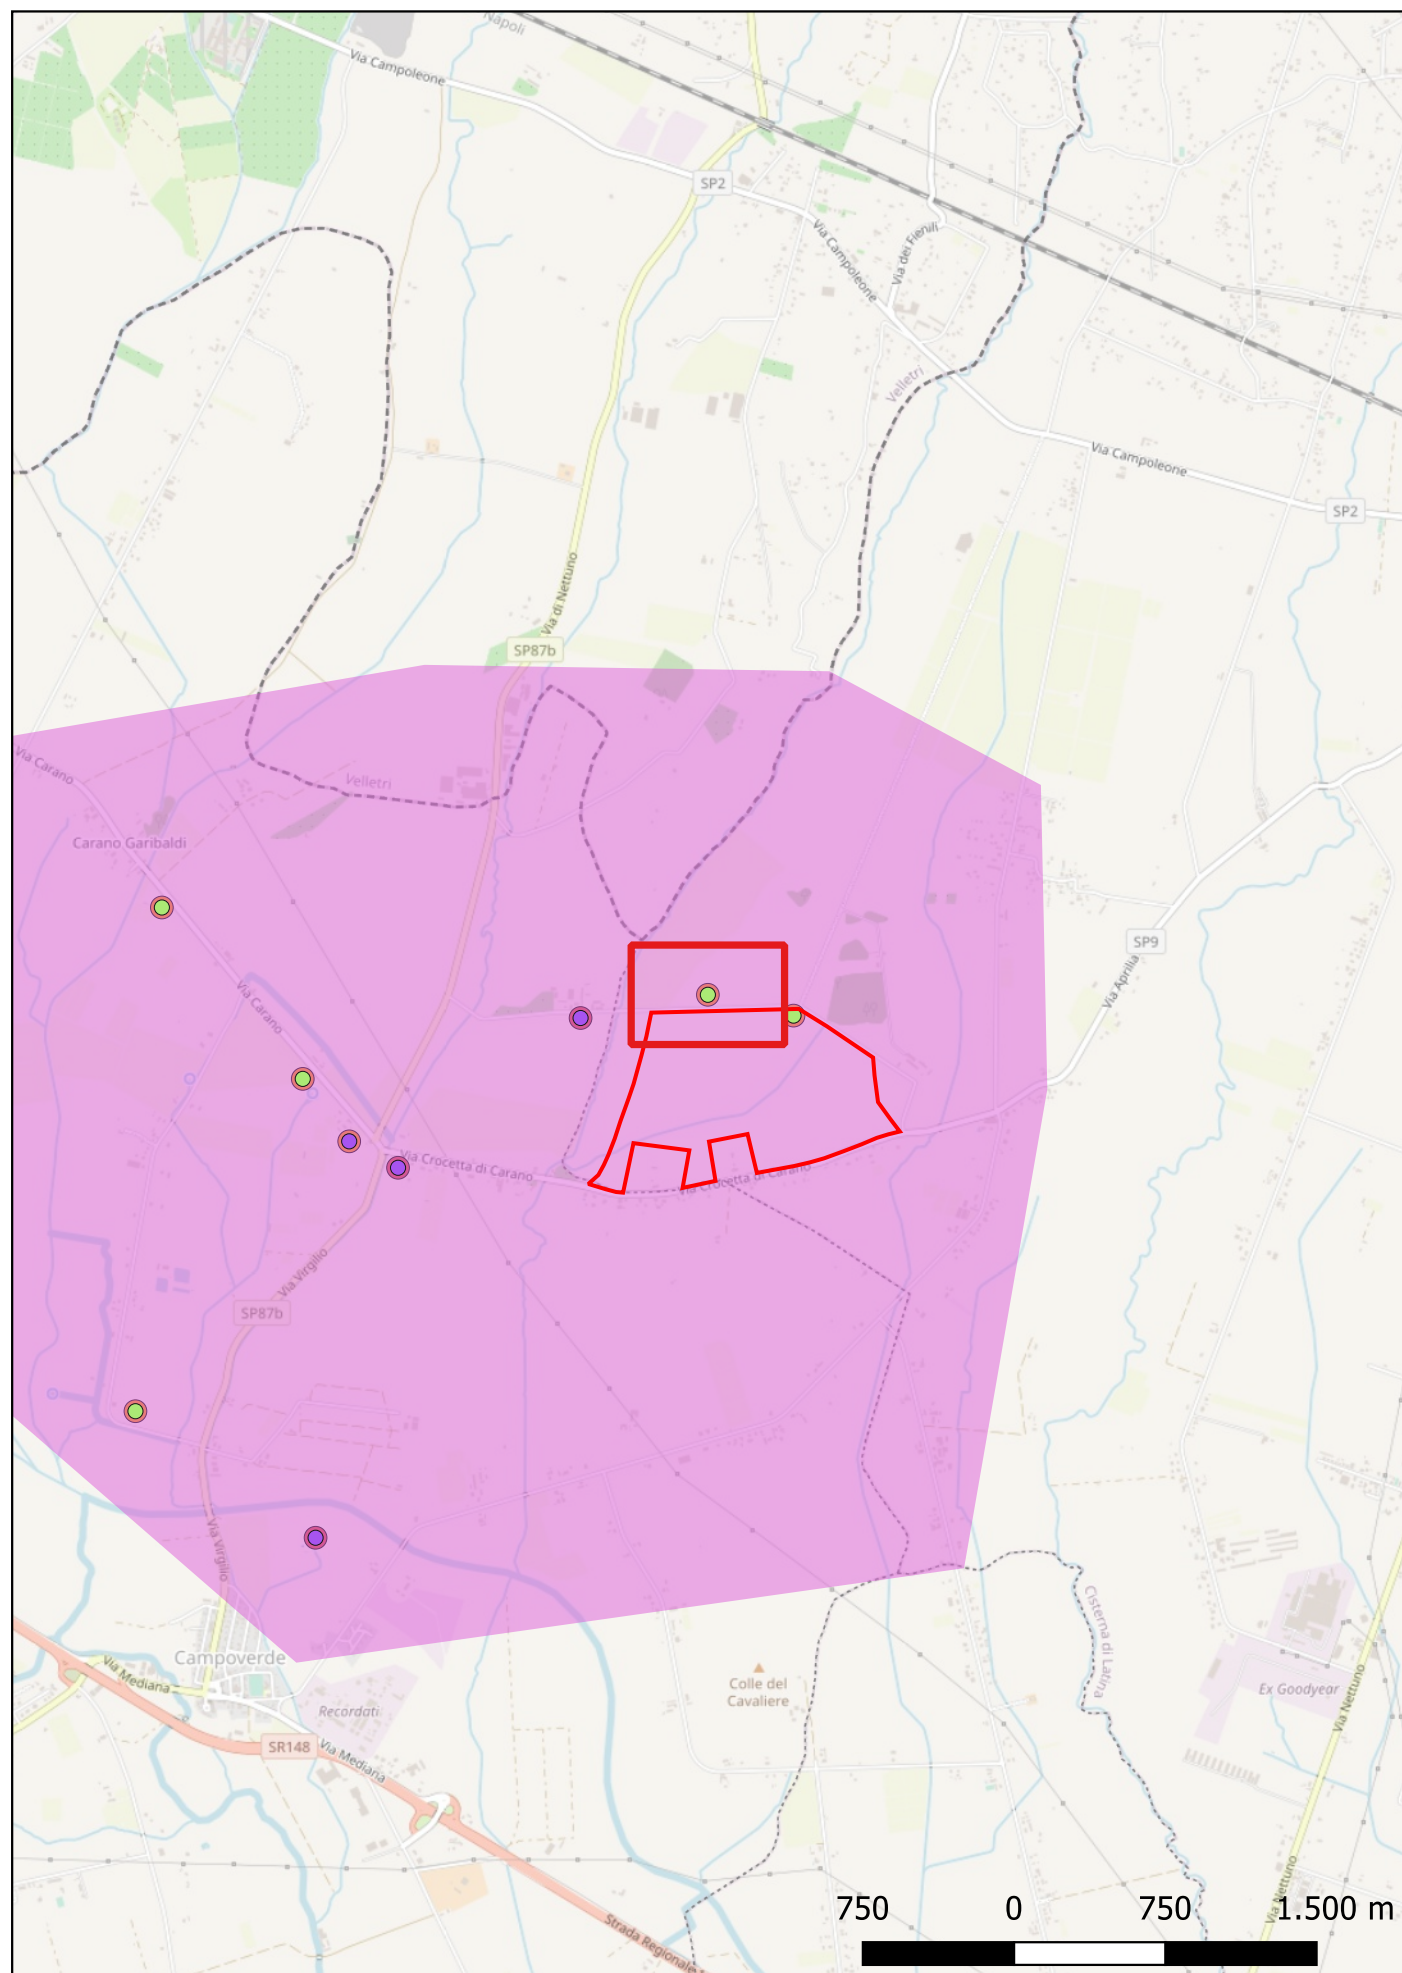 Napoli
Via Campoleone
SP2
Via Campoleone
Via dei Fienili
Velletri
Via Campoleone
SP2
Via di Nettuno
SP87b
Via Carano
Velletri
Carano Garibaldi
SP9
Via Aprilia
Via Carano
Via Crocetta di Carano
Via Crocetta di Carano
Via Virgilio
SP87b
Via Virgilio
Cisterna di Latina
Campoverde
Via Mediana
Colle del
Cavaliere
Ex Goodyear
Via Nettuno
Recordati
SR148
Via Mediana
Via Nettuno
Strada Regionale
750 0 750 1.500 m